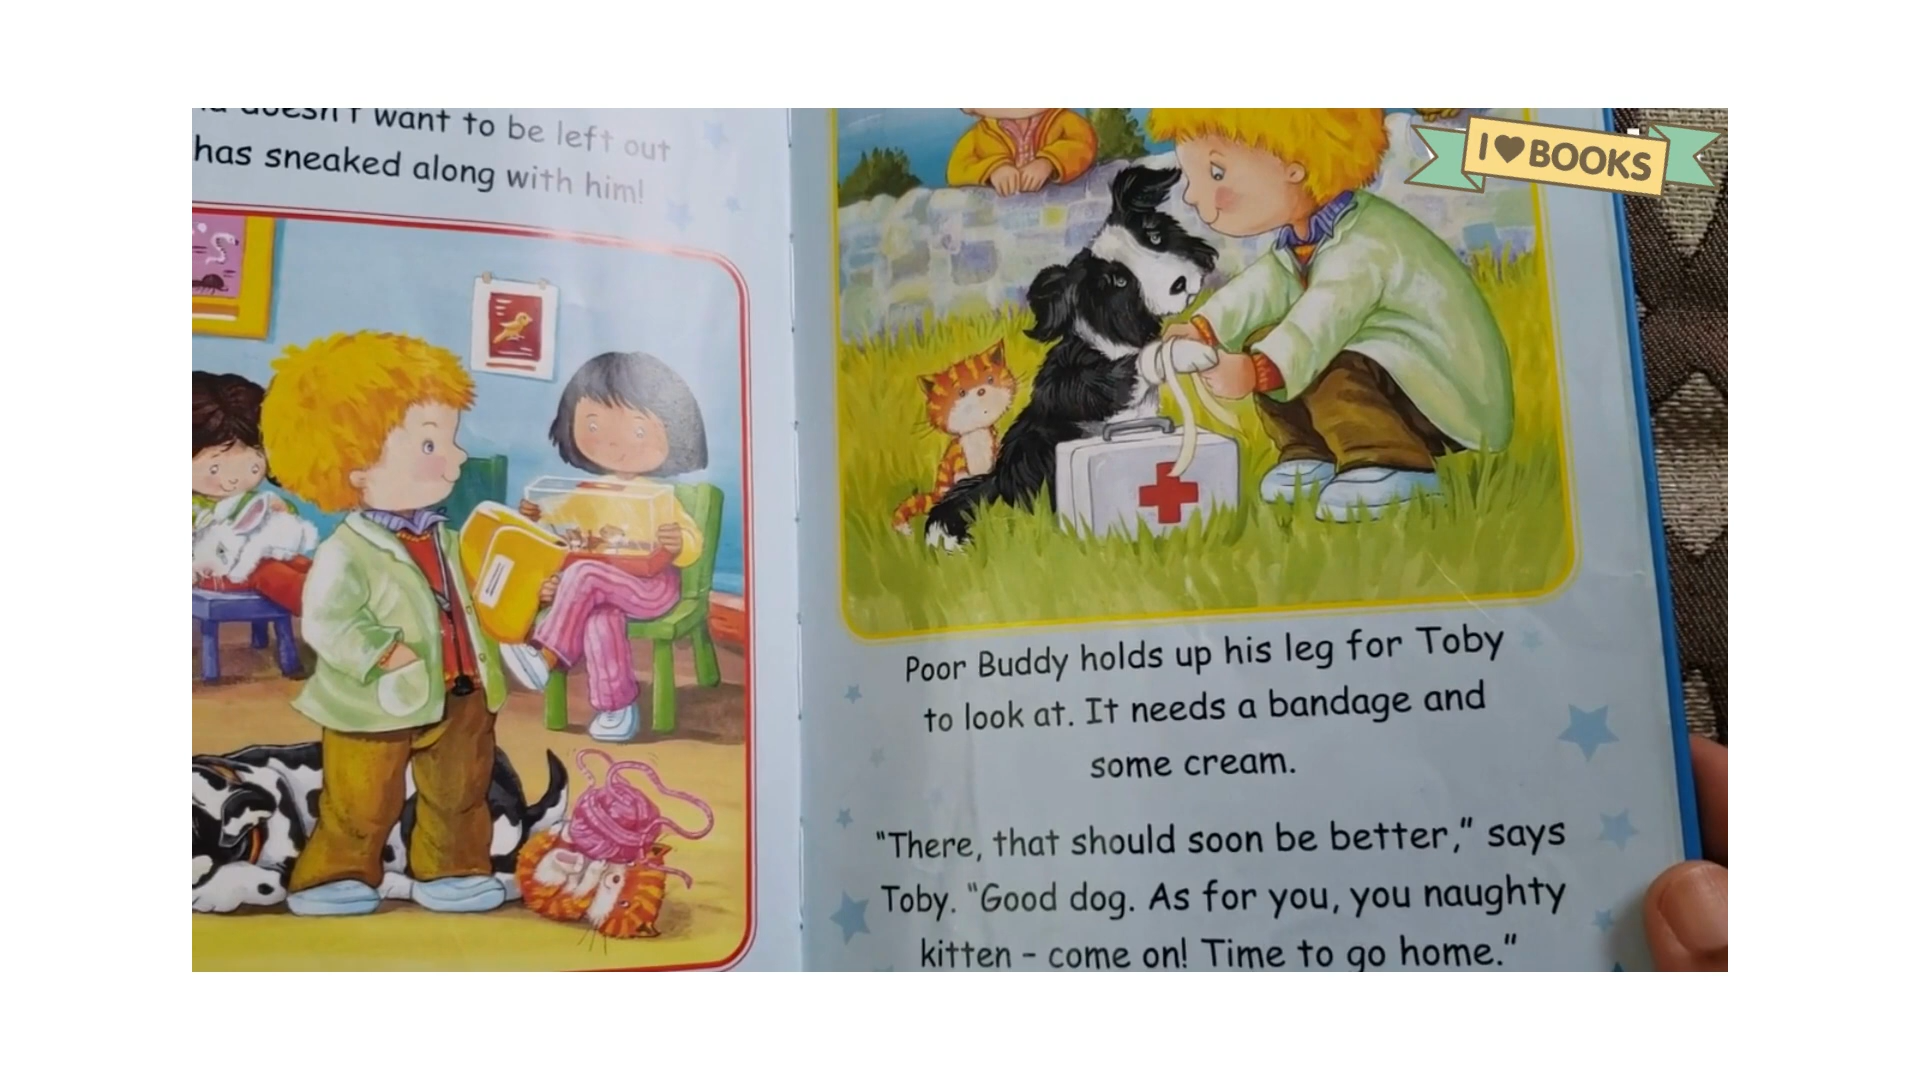 doesn't want to be left out
has sneaked along with him!
I ♥ BOOKS
Poor Buddy holds up his leg for Toby
to look at. It needs a bandage and
some cream.
"There, that should soon be better," says
Toby. "Good dog. As for you, you naughty
kitten – come on! Time to go home."